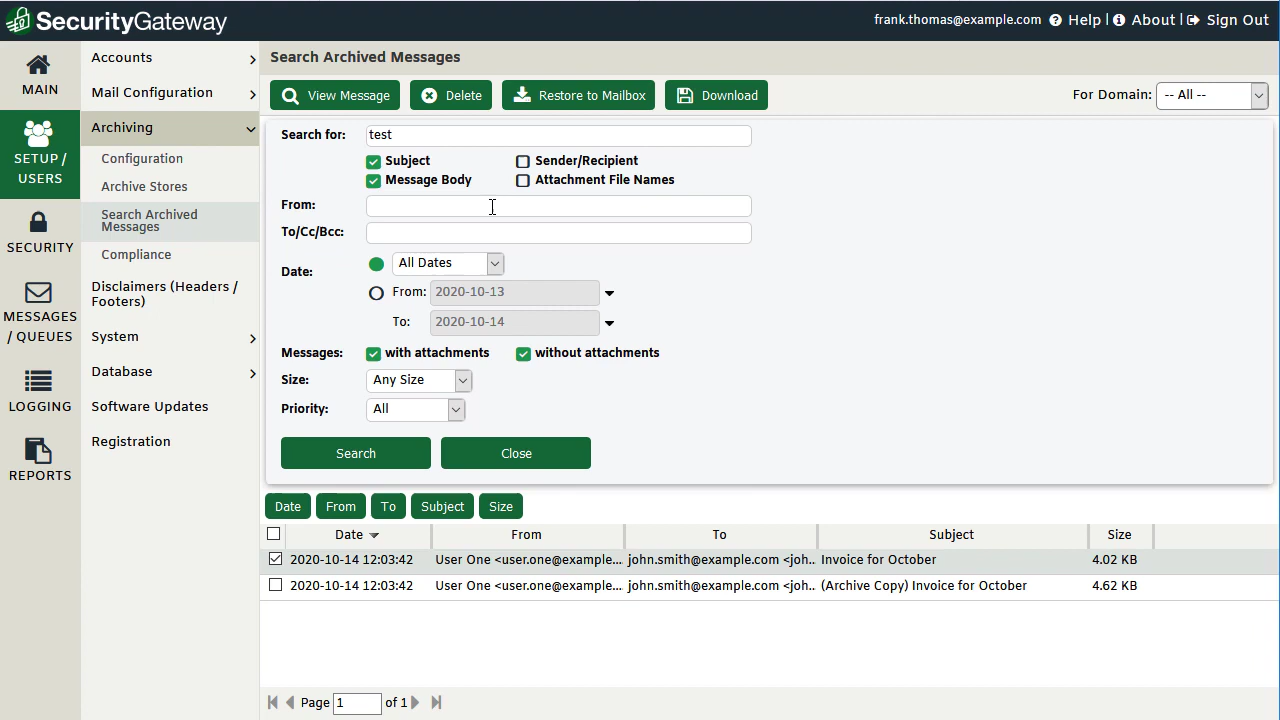 SecurityGateway
frank.thomas@example.com Help | About | Sign Out
MAIN
SETUP / USERS
SECURITY
MESSAGES / QUEUES
LOGGING
REPORTS
Accounts
Mail Configuration
Archiving
Configuration
Archive Stores
Search Archived
Messages
Compliance
Disclaimers (Headers /
Footers)
System
Database
Software Updates
Registration
Search Archived Messages
View Message Delete Restore to Mailbox Download For Domain: -- All --
Search for: test
Subject Sender/Recipient
Message Body Attachment File Names
From:
To/Cc/Bcc:
Date: All Dates
From: 2020-10-13
To: 2020-10-14
Messages: with attachments without attachments
Size: Any Size
Priority: All
Search Close
Date From To Subject Size
Date From To Subject Size
2020-10-14 12:03:42 User One <user.one@example... john.smith@example.com <joh.. Invoice for October 4.02 KB
2020-10-14 12:03:42 User One <user.one@example... john.smith@example.com <joh.. (Archive Copy) Invoice for October 4.62 KB
Page 1 of 1